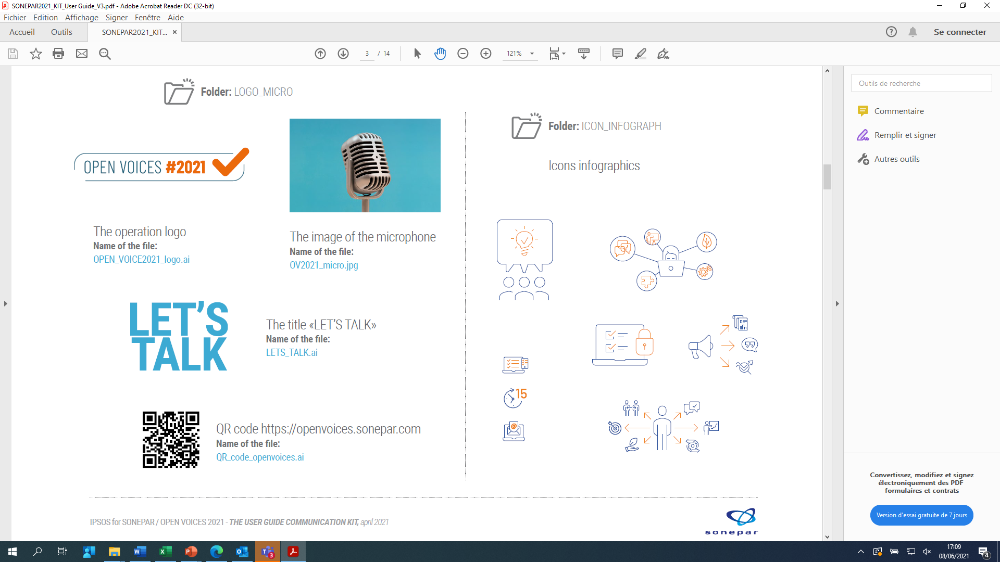 SONEPAR2021_KIT_User Guide_V3.pdf - Adobe Acrobat Reader DC (32-bit)
Fichier Edition Affichage Signer Fenêtre Aide
Accueil Outils SONEPAR2021_KIT... × Se connecter
3 / 14 121%
Folder: LOGO_MICRO
OPEN VOICES #2021
The operation logo
Name of the file:
OPEN_VOICE2021_logo.ai
The image of the microphone
Name of the file:
OV2021_micro.jpg
LET'S
TALK
The title «LET'S TALK»
Name of the file:
LETS_TALK.ai
QR code https://openvoices.sonepar.com
Name of the file:
QR_code_openvoices.ai
Folder: ICON_INFOGRAPH
Icons infographics
15
@
IPSOS for SONEPAR / OPEN VOICES 2021 - THE USER GUIDE COMMUNICATION KIT, april 2021
sonepar
Outils de recherche
Commentaire
Remplir et signer
Autres outils
Convertissez, modifiez et signez
électroniquement des PDF
formulaires et contrats
Version d'essai gratuite de 7 jours
17:09
08/06/2021
3
4